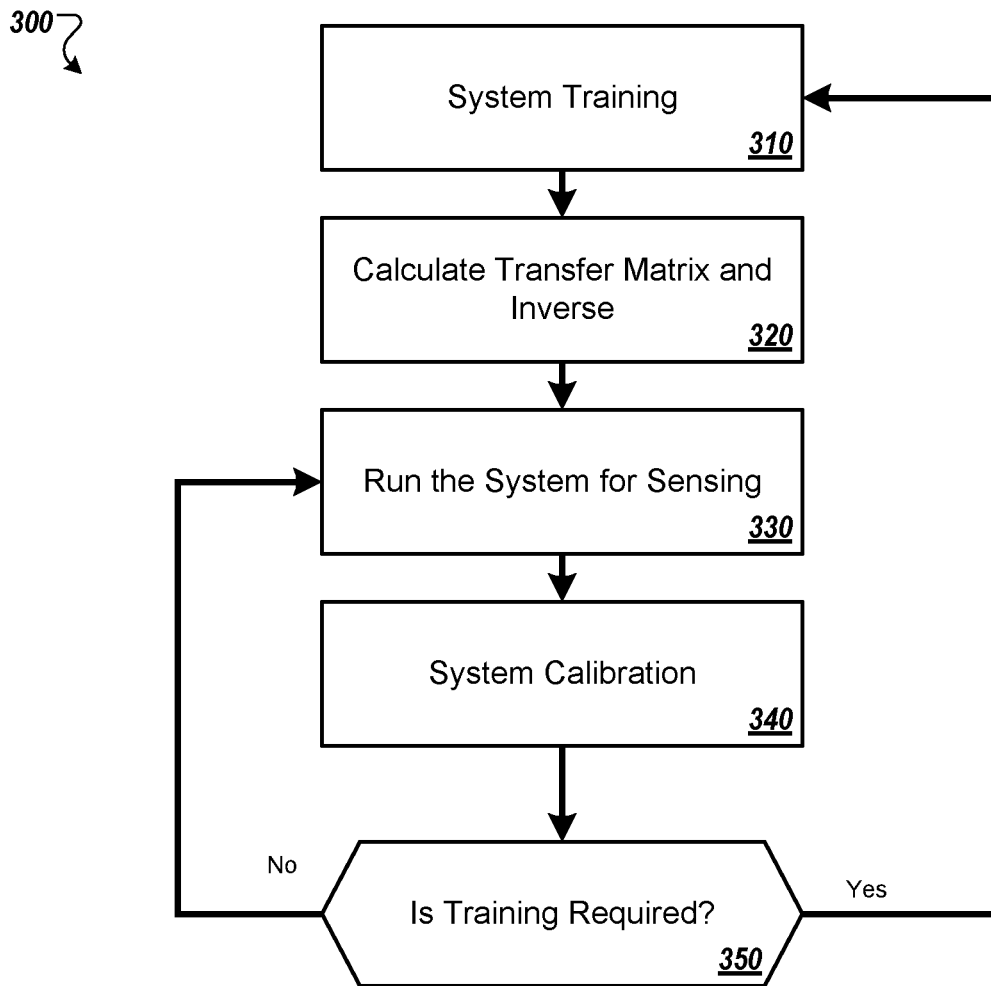 300
System Training
310
Calculate Transfer Matrix and
Inverse
320
Run the System for Sensing
330
System Calibration
340
No
Yes
Is Training Required?
350